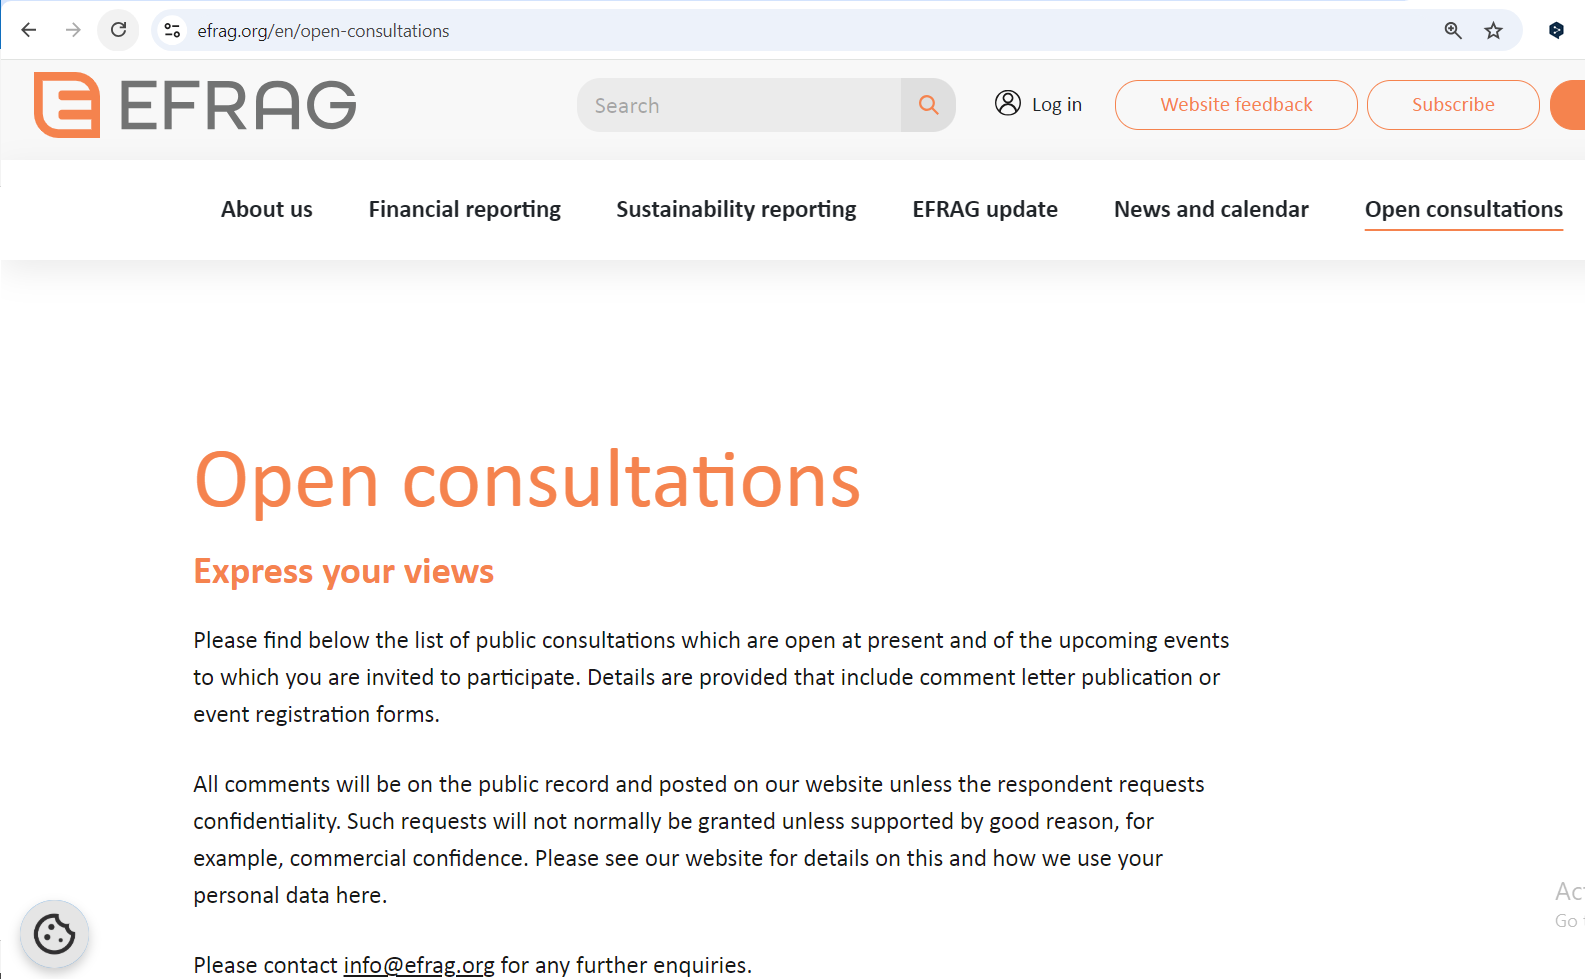 efrag.org/en/open-consultations
EFRAG
Search
Log in
Website feedback
Subscribe
About us
Financial reporting
Sustainability reporting
EFRAG update
News and calendar
Open consultations
Open consultations
Express your views
Please find below the list of public consultations which are open at present and of the upcoming events
to which you are invited to participate. Details are provided that include comment letter publication or
event registration forms.
All comments will be on the public record and posted on our website unless the respondent requests
confidentiality. Such requests will not normally be granted unless supported by good reason, for
example, commercial confidence. Please see our website for details on this and how we use your
personal data here.
Please contact info@efrag.org for any further enquiries.
Go